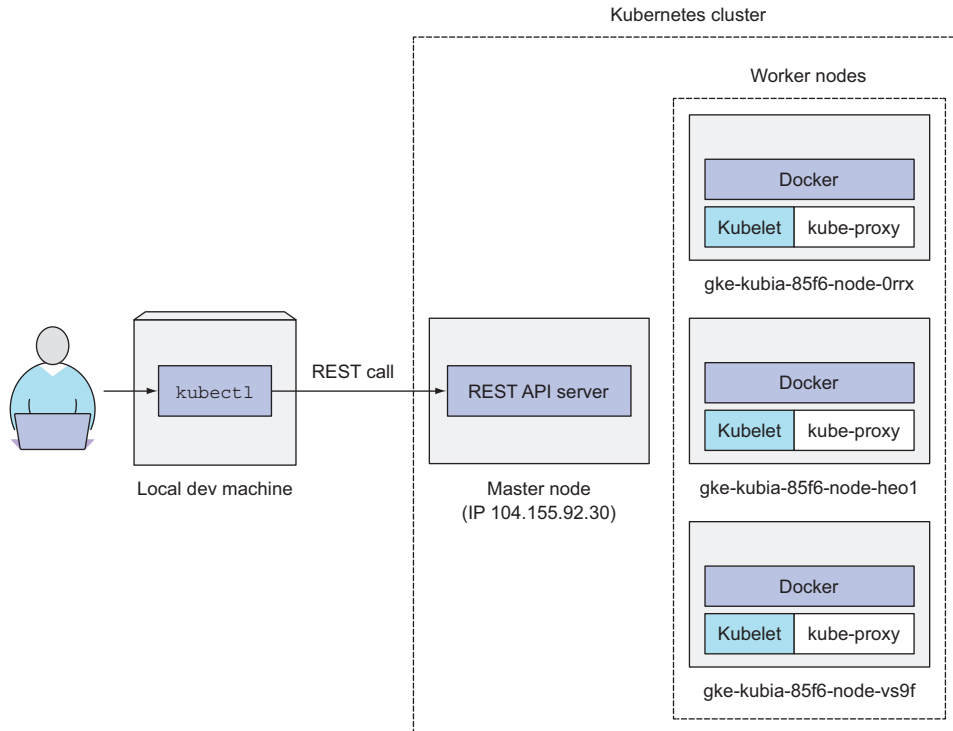 Kubernetes cluster
Worker nodes
Docker
Kubelet
kube-proxy
gke-kubia-85f6-node-0rrx
kubectl
Local dev machine
REST call
REST API server
Master node
(IP 104.155.92.30)
Docker
Kubelet
kube-proxy
gke-kubia-85f6-node-heo1
Docker
Kubelet
kube-proxy
gke-kubia-85f6-node-vs9f